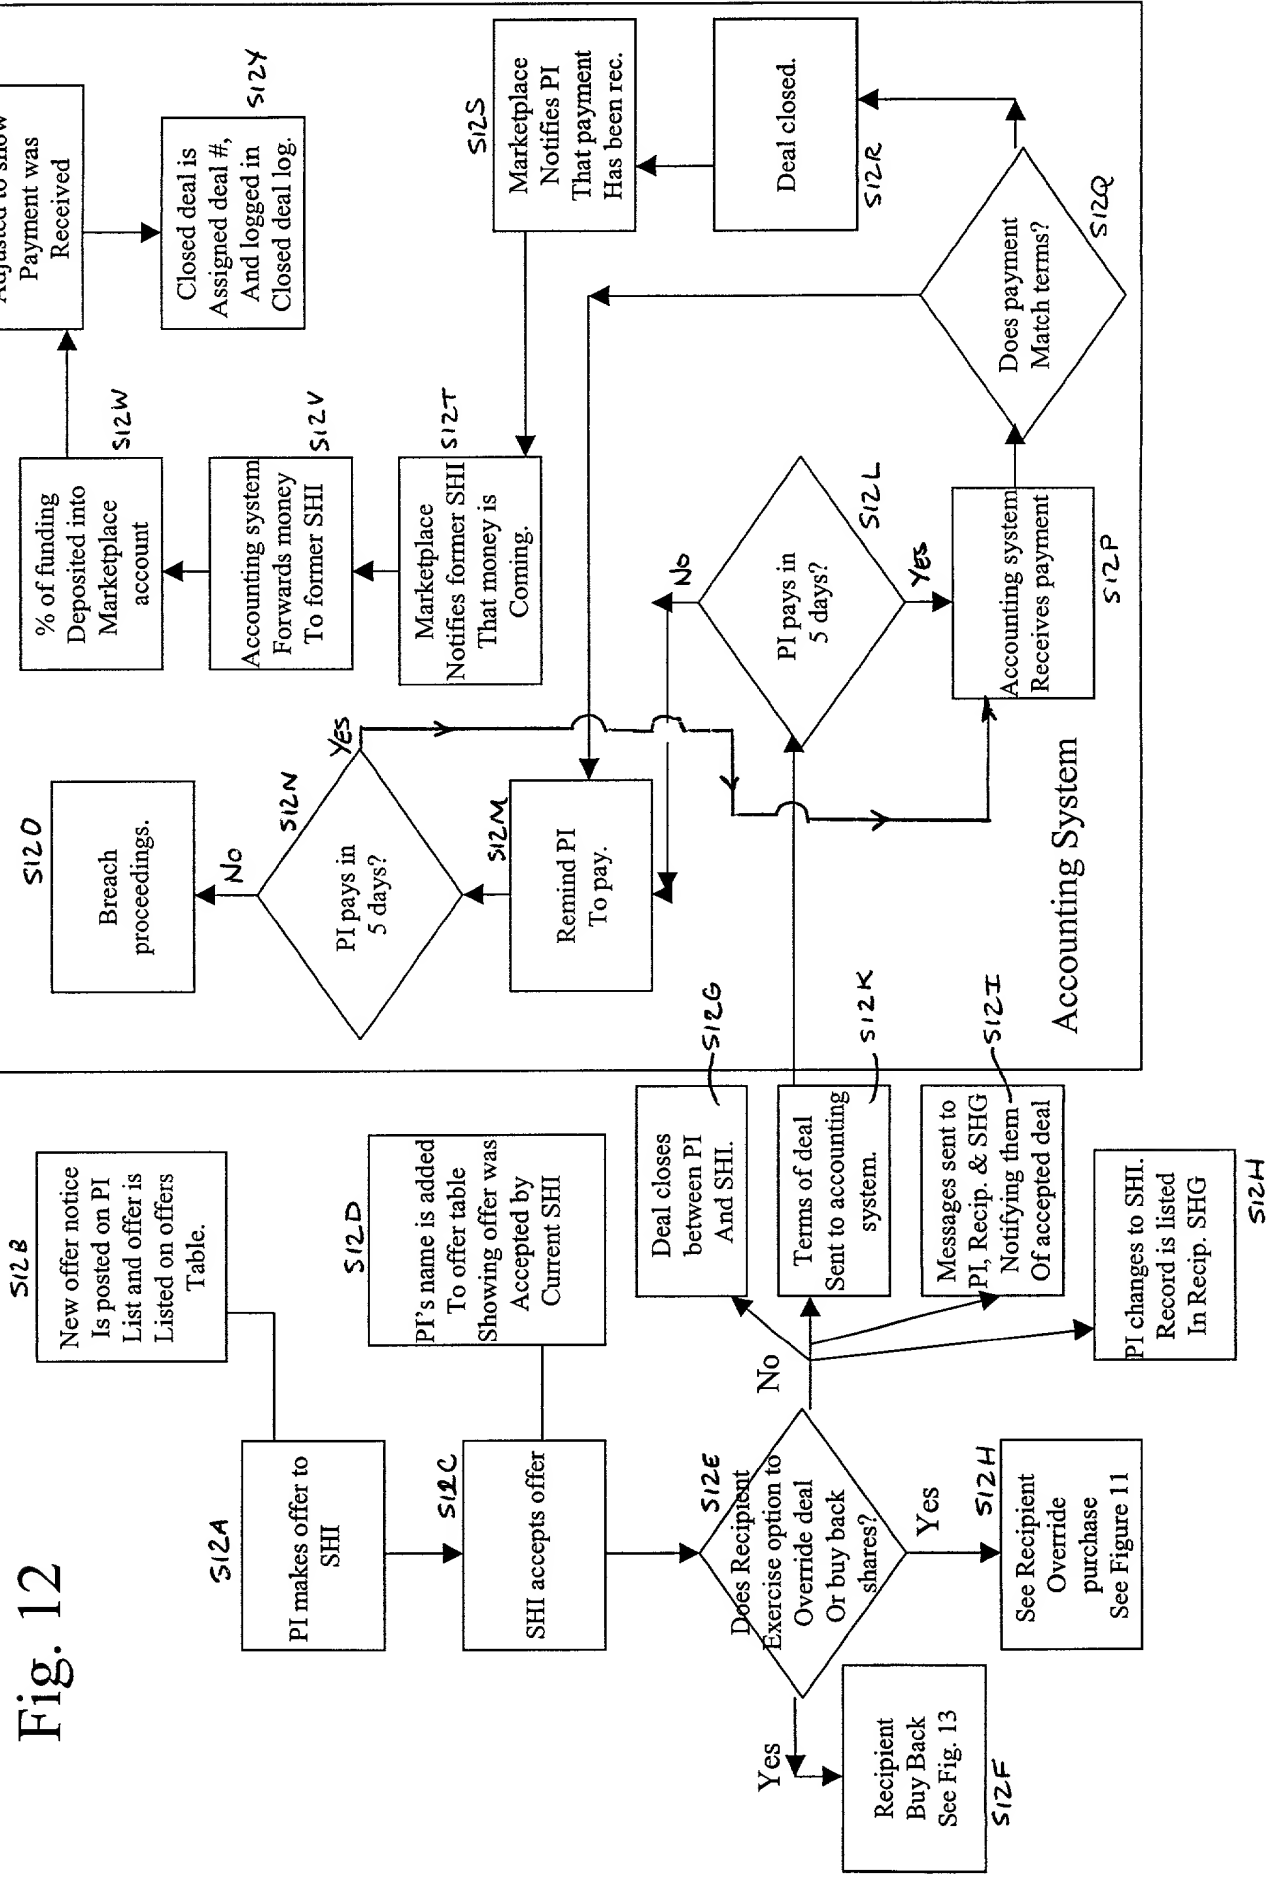 Fig. 12
S12A
PI makes offer to
SHI
S12B
New offer notice
Is posted on PI
List and offer is
Listed on offers
Table.
S12C
SHI accepts offer
S12D
PI's name is added
To offer table
Showing offer was
Accepted by
Current SHI
S12E
Does Recipient
Exercise option to
Override deal
Or buy back
shares?
Yes
Recipient
Buy Back
See Fig. 13
S12F
Yes
S12H
See Recipient
Override
purchase
See Figure 11
No
Deal closes
between PI
And SHI.
S12G
Terms of deal
Sent to accounting
system.
S12K
Messages sent to
PI, Recip. & SHG
Notifying them
Of accepted deal
S12I
PI changes to SHI.
Record is listed
In Recip. SHG
S12H
Accounting System
S12O
Breach
proceedings.
No
S12N
PI pays in
5 days?
Yes
S12M
Remind PI
To pay.
No
PI pays in
5 days?
S12L
Yes
Accounting system
Receives payment
S12P
Does payment
Match terms?
S12Q
Deal closed.
S12R
S12S
Marketplace
Notifies PI
That payment
Has been rec.
Marketplace
Notifies former SHI
That money is
Coming.
S12T
Accounting system
Forwards money
To former SHI
S12V
% of funding
Deposited into
Marketplace
account
S12W
Adjusted to show
Payment was
Received
Closed deal is
Assigned deal #,
And logged in
Closed deal log.
S12Y